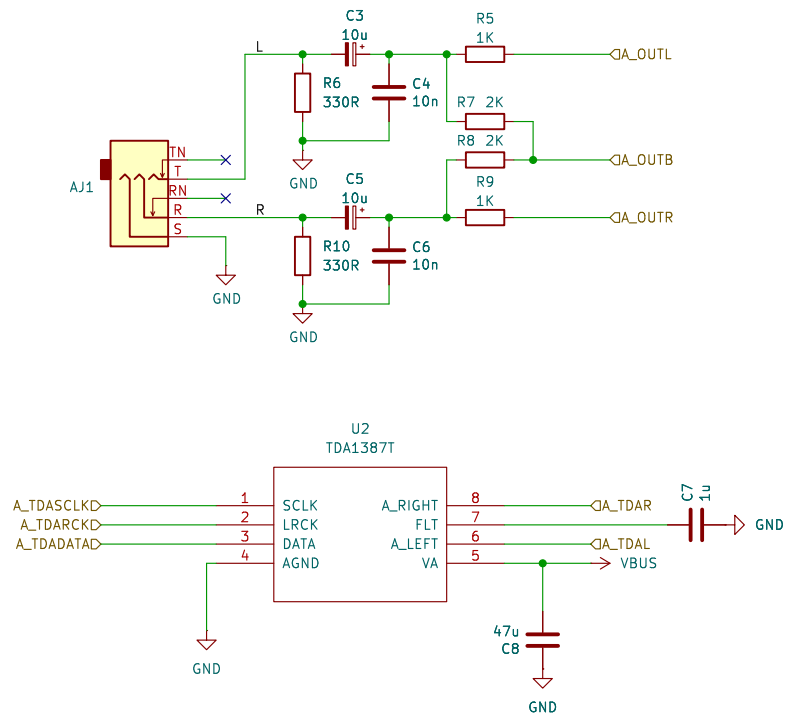 C3
10u
R5
1K
L
A_OUTL
R6
330R
C4
10n
R7 2K
R8 2K
GND
TN
T
A_OUTB
AJ1
RN
R
S
C5
10u
R9
1K
R
A_OUTR
R10
330R
C6
10n
GND
GND
U2
TDA1387T
A_TDASCLK 1 SCLK A_RIGHT 8 A_TDAR
A_TDARCK 2 LRCK FLT 7 C7 1u GND
A_TDADATA 3 DATA A_LEFT 6 A_TDAL
4 AGND VA 5 VBUS
47u
C8
GND
GND